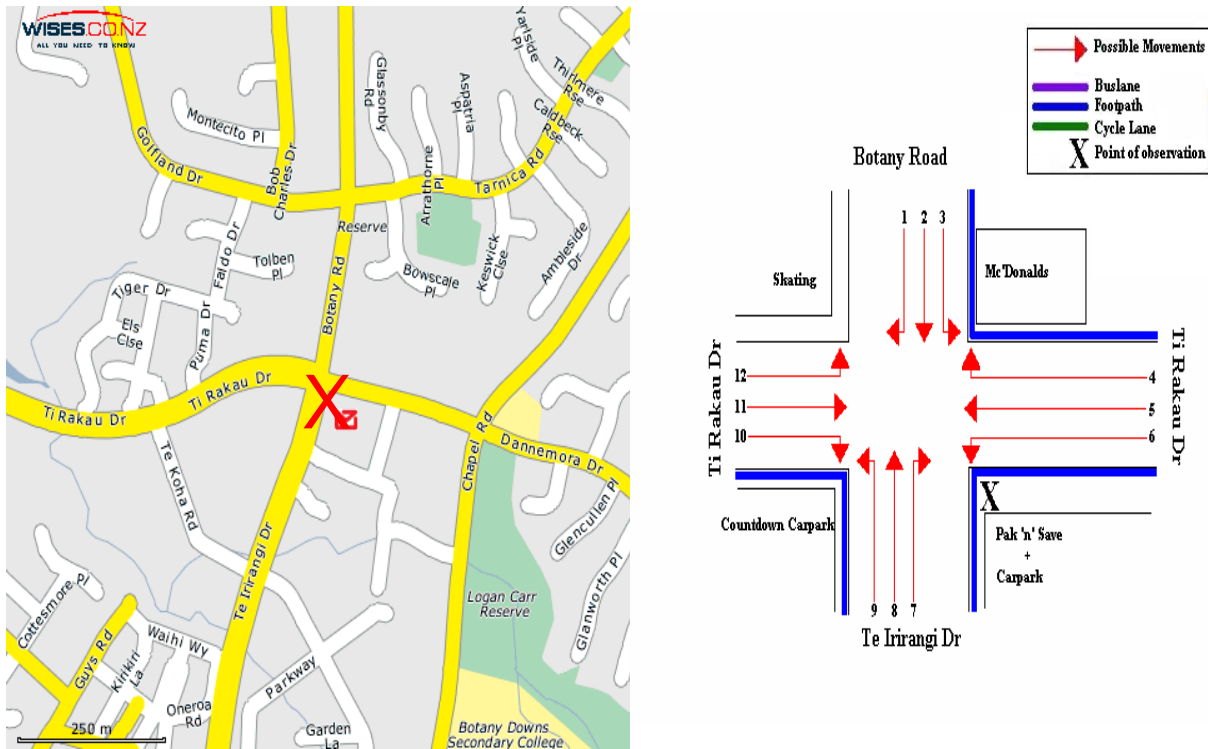 WISES.CO.NZ
ALL YOU NEED TO KNOW
Yarlside
Pl
Thirlmere
Rse
Glassonby
Rd
Aspatria
Pl
Caldbeck
Rse
Montecito Pl
Golfland Dr
Bob
Charles Dr
Arrathorne
Pl
Tarnica Rd
Reserve
Faldo Dr
Tolben
Pl
Bowscale
Pl
Keswick
Clse
Ambleside
Dr
Tiger Dr
Els
Clse
Puma Dr
Botany Rd
Ti Rakau Dr
Ti Rakau Dr
X
Te Koha Rd
Chapel Rd
Dannemora Dr
Glencullen Pl
Te Irirangi Dr
Logan Carr
Reserve
Glanworth Pl
Cottesmore Pl
Guys Rd
Waihi Wy
Kirikiri
La
Oneroa
Rd
Parkway
Garden
La
250 m
Botany Downs
Secondary College
Possible Movements
Buslane
Footpath
Cycle Lane
X Point of observation
Botany Road
1 2 3
Skating
Mc'Donalds
Ti Rakau Dr
12
11
10
4
5
6
Ti Rakau Dr
Countdown Carpark
X
Pak 'n' Save
+
Carpark
9 8 7
Te Irirangi Dr